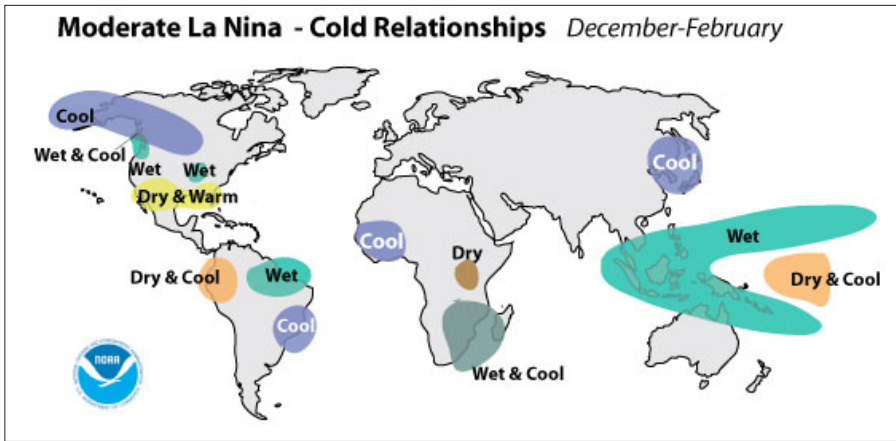 Moderate La Nina - Cold Relationships December-February
Cool
Wet & Cool
Wet
Wet
Dry & Warm
Cool
Cool
Dry
Wet
Dry & Cool
Wet
Dry & Cool
Cool
Wet & Cool
NOAA